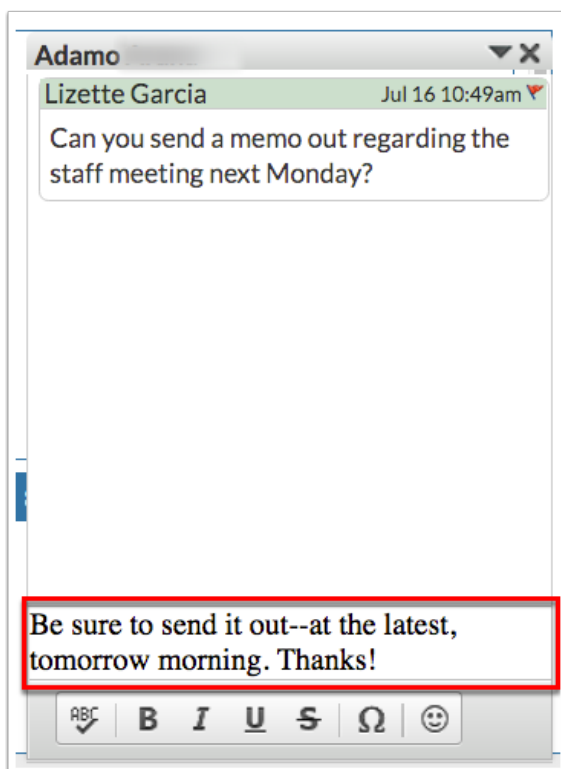 Adamo
Lizette Garcia Jul 16 10:49am
Can you send a memo out regarding the
staff meeting next Monday?
Be sure to send it out--at the latest,
tomorrow morning. Thanks!
ABC B I U S Ω